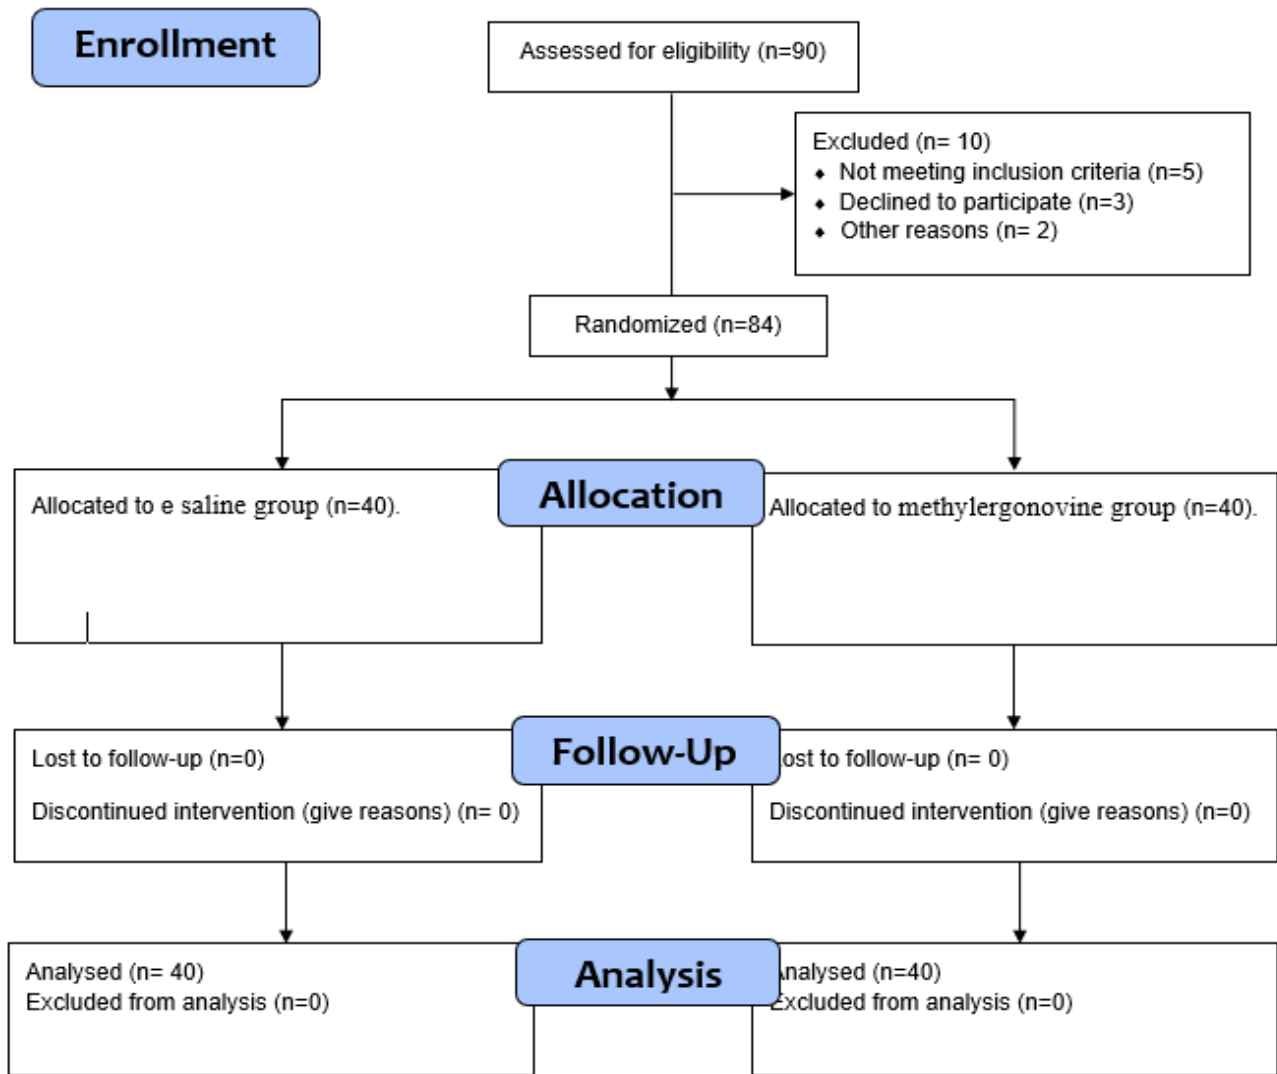 Enrollment
Assessed for eligibility (n=90)
Excluded (n= 10)
⬥ Not meeting inclusion criteria (n=5)
⬥ Declined to participate (n=3)
⬥ Other reasons (n= 2)
Randomized (n=84)
Allocation
Allocated to e saline group (n=40).
Allocated to methylergonovine group (n=40).
Follow-Up
Lost to follow-up (n=0)
Discontinued intervention (give reasons) (n= 0)
Lost to follow-up (n= 0)
Discontinued intervention (give reasons) (n=0)
Analysis
Analysed (n= 40)
Excluded from analysis (n=0)
Analysed (n=40)
Excluded from analysis (n=0)